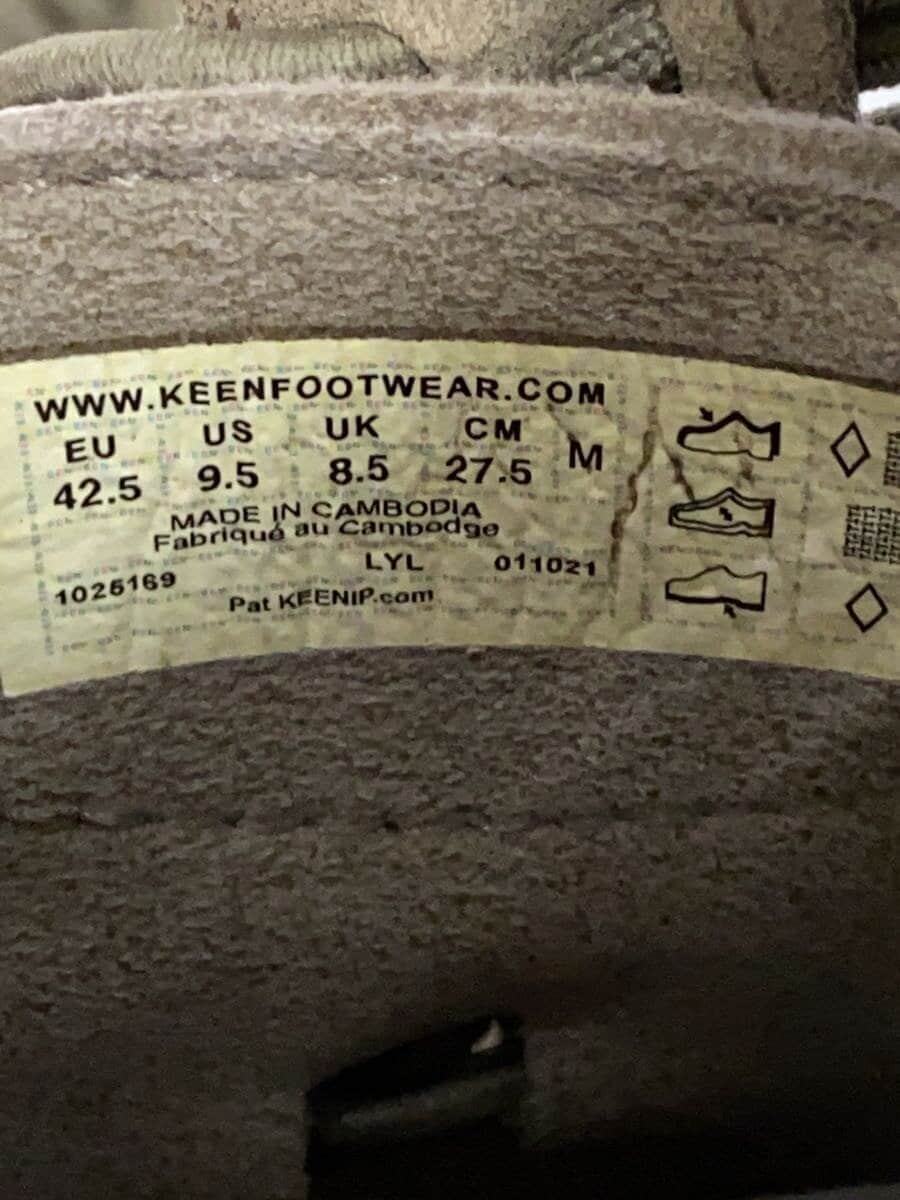 WWW.KEENFOOTWEAR.COM
EU US UK CM M
42.5 9.5 8.5 27.5
MADE IN CAMBODIA
Fabriqué au Cambodge
LYL 011021
1025169
Pat KEENIP.com